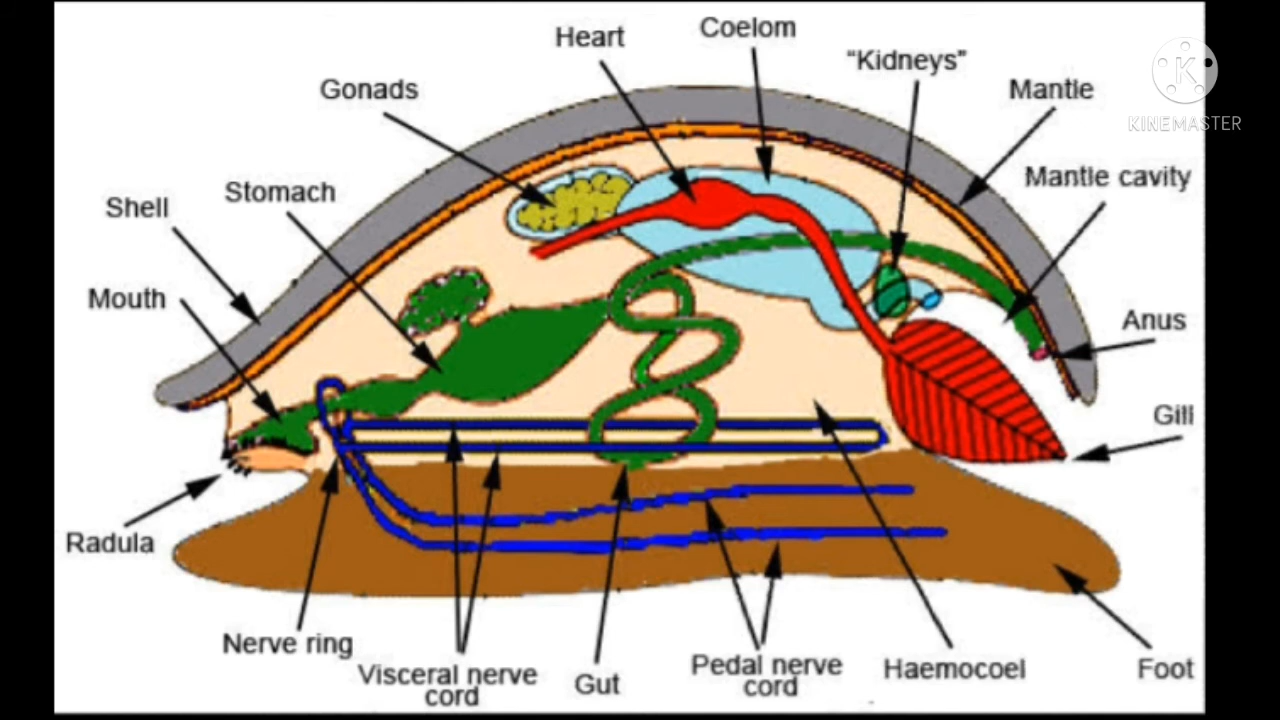 Heart
Coelom
“Kidneys”
Gonads
Mantle
K
KINEMASTER
Stomach
Mantle cavity
Shell
Mouth
Anus
Gill
Radula
Nerve ring
Visceral nerve
cord
Gut
Pedal nerve
cord
Haemocoel
Foot